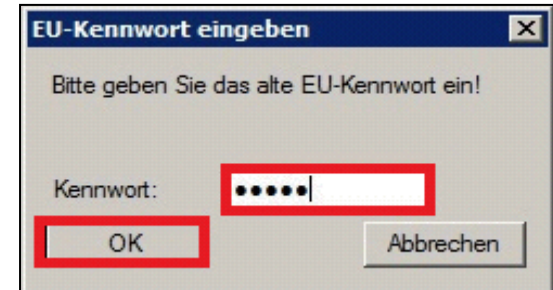 EU-Kennwort eingeben
Bitte geben Sie das alte EU-Kennwort ein!
Kennwort: •••••
OK Abbrechen